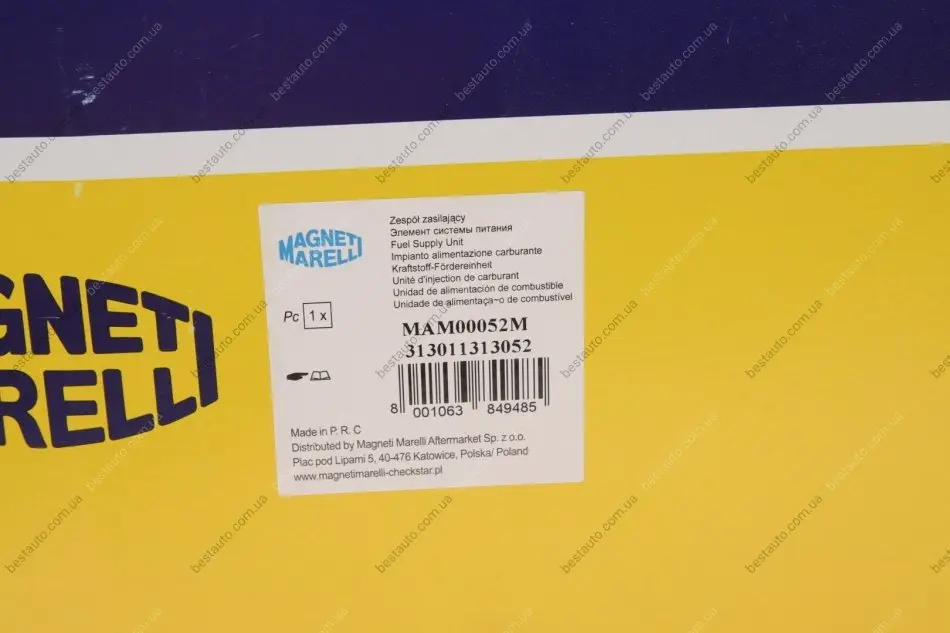 GNETI
RELLI
MAGNETI
MARELLI
Zespół zasilający
Элемент системы питания
Fuel Supply Unit
Impianto alimentazione carburante
Kraftstoff-Fördereinheit
Unité d'injection de carburant
Unidad de alimentación de combustible
Unidade de alimentaça~o de combustível
Pc 1 x
MAM00052M
313011313052
8 001063 849485
Made in P. R. C
Distributed by Magneti Marelli Aftermarket Sp. z o.o.
Plac pod Lipami 5, 40-476 Katowice, Polska/ Poland
www.magnetimarelli-checkstar.pl
bestauto.com.ua